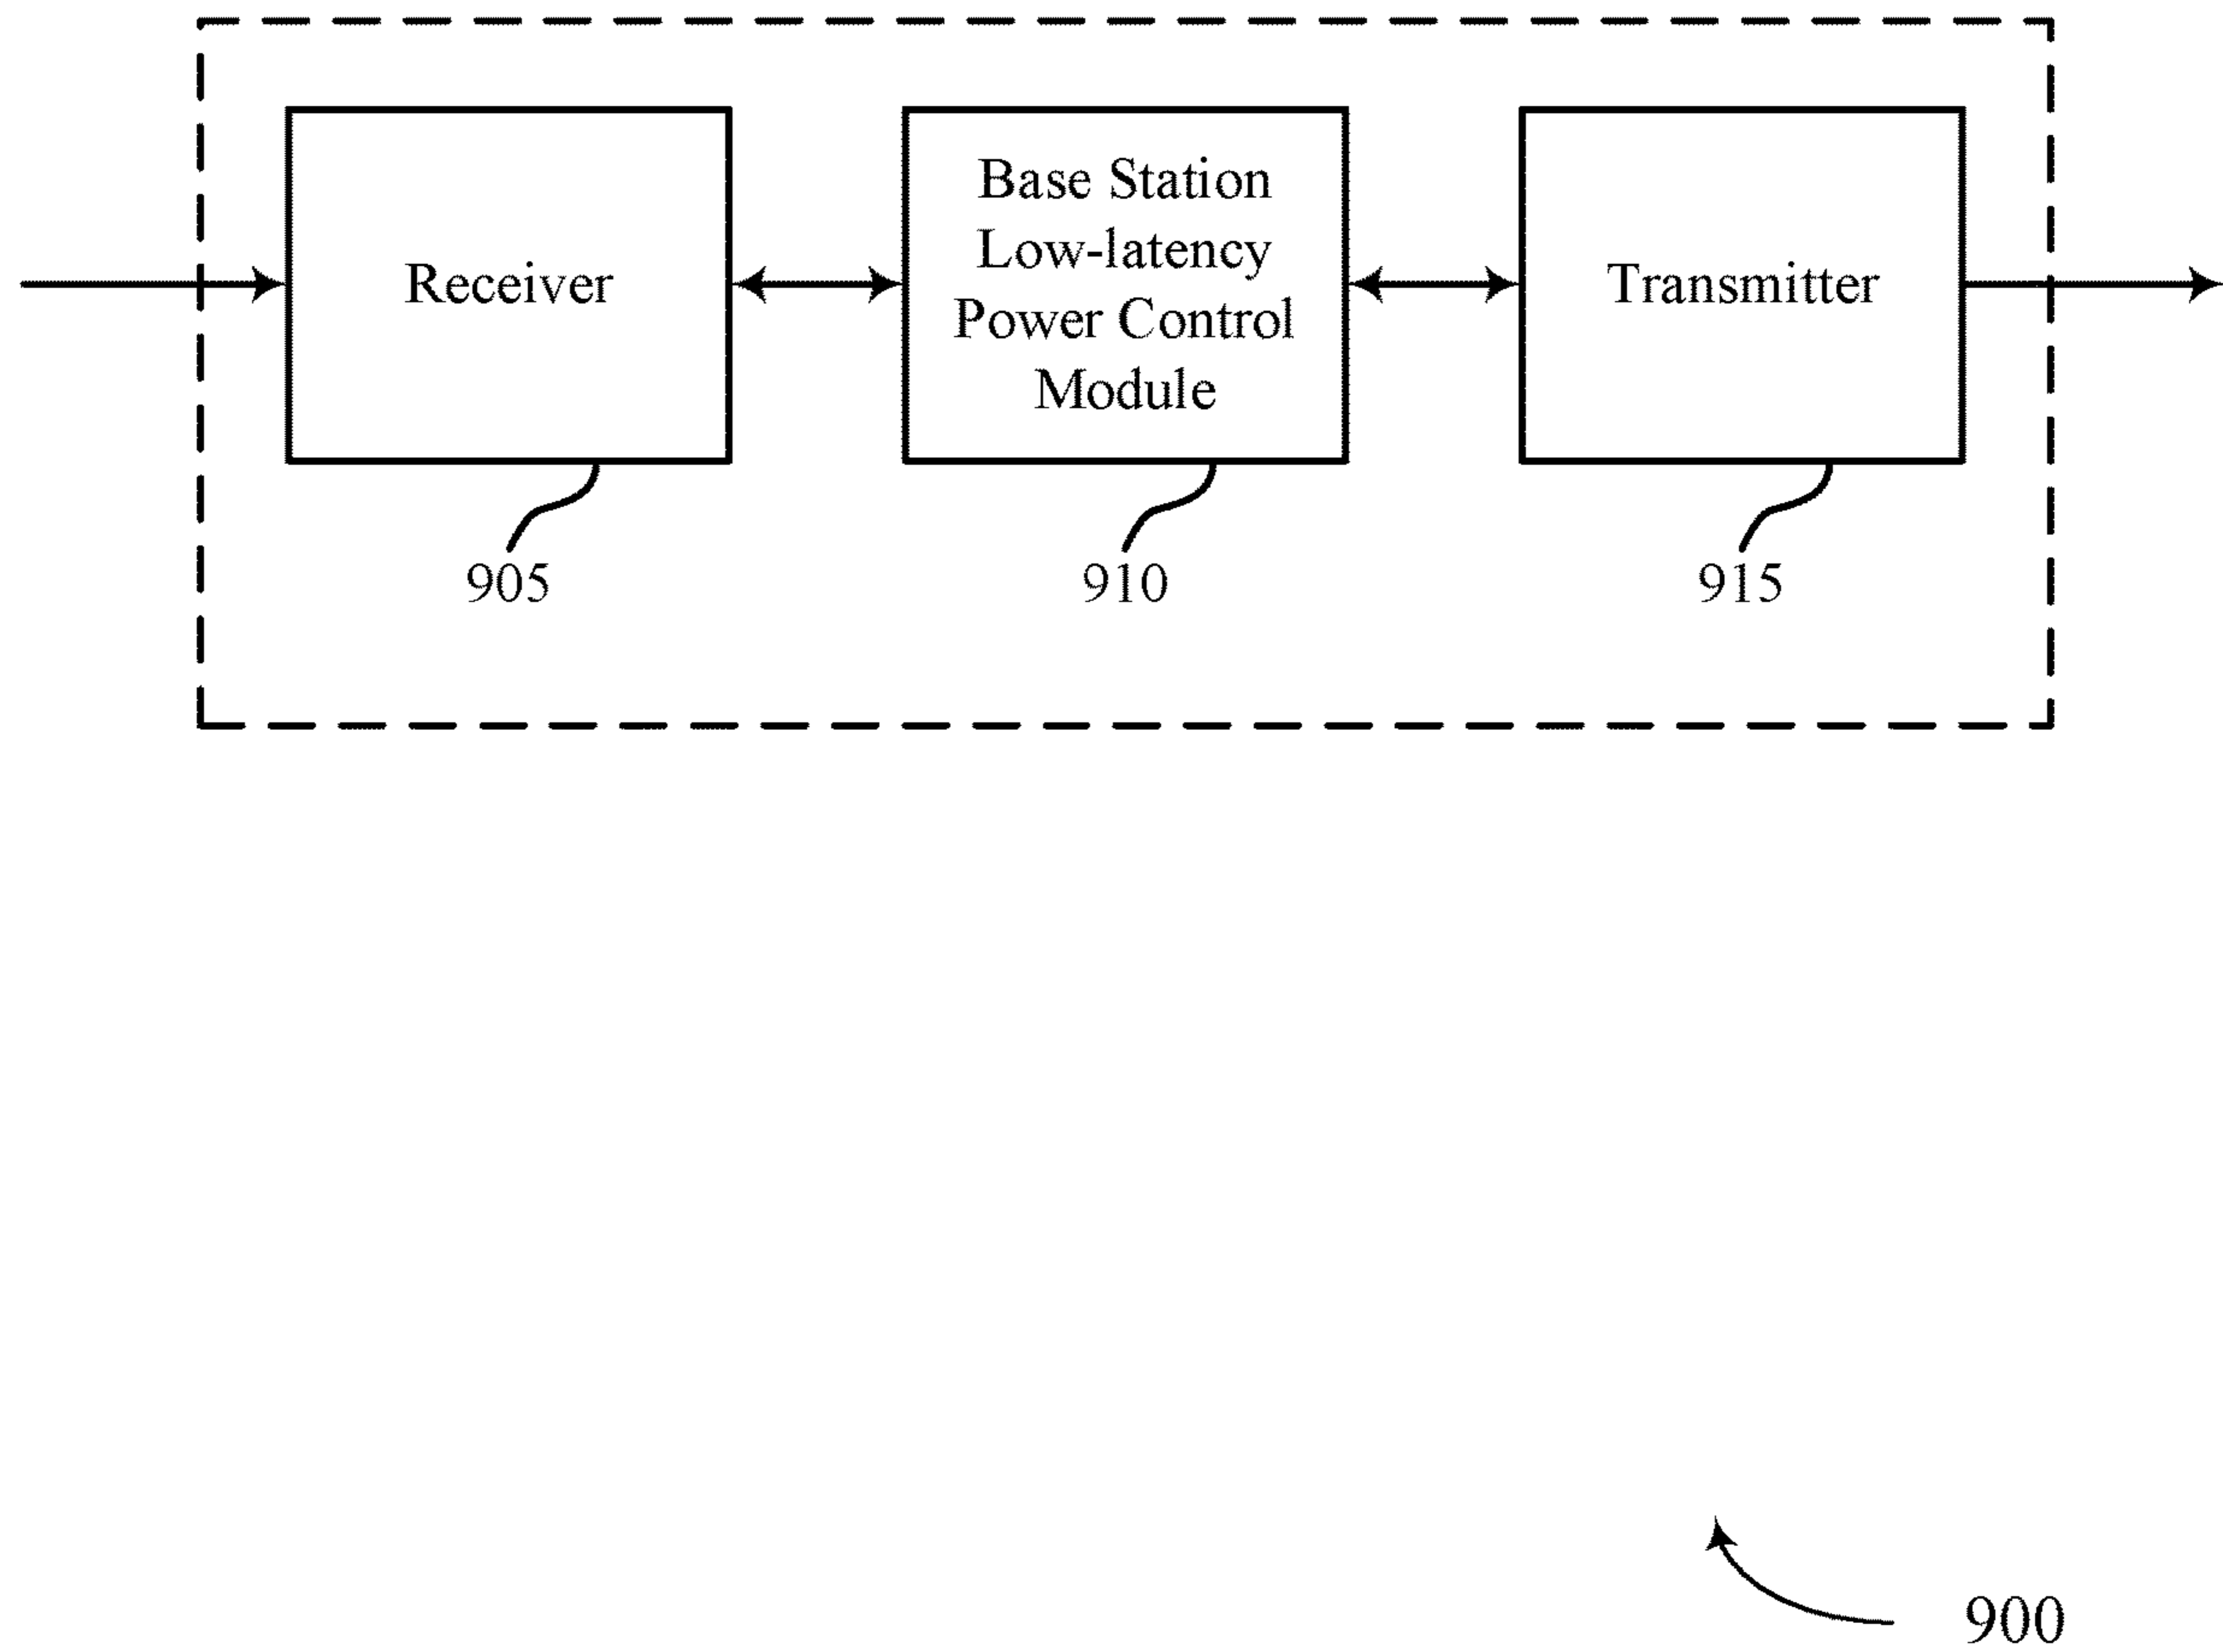 Receiver
Base Station
Low-latency
Power Control
Module
Transmitter
905
910
915
900